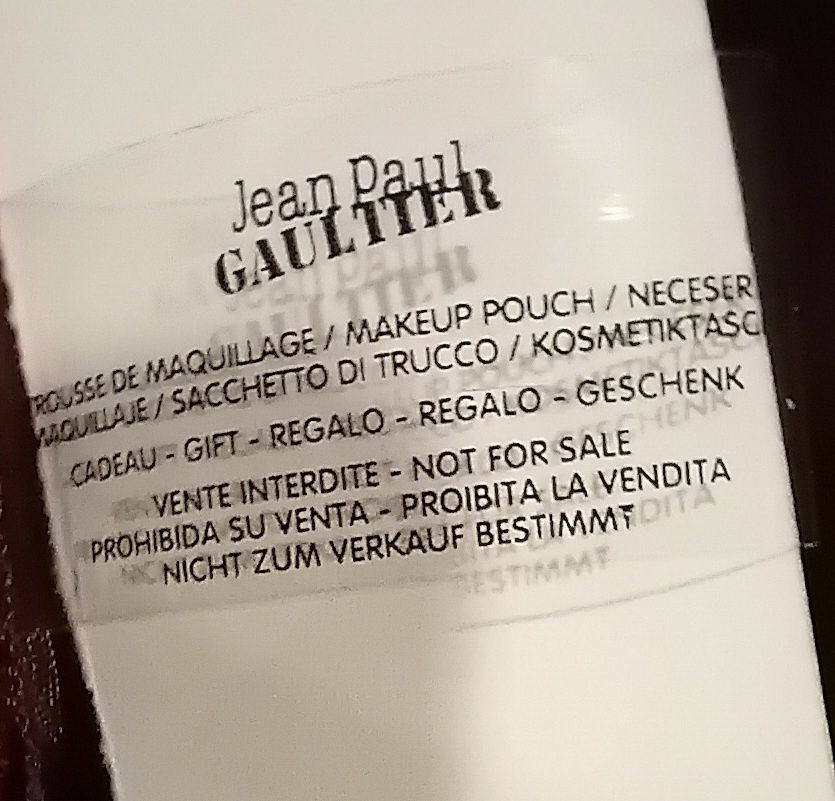 Jean Paul
GAULTIER
TROUSSE DE MAQUILLAGE / MAKEUP POUCH / NECESER
MAQUILLAJE / SACCHETTO DI TRUCCO / KOSMETIKTASC
CADEAU - GIFT - REGALO - REGALO - GESCHENK
VENTE INTERDITE - NOT FOR SALE
PROHIBIDA SU VENTA - PROIBITA LA VENDITA
NICHT ZUM VERKAUF BESTIMMT